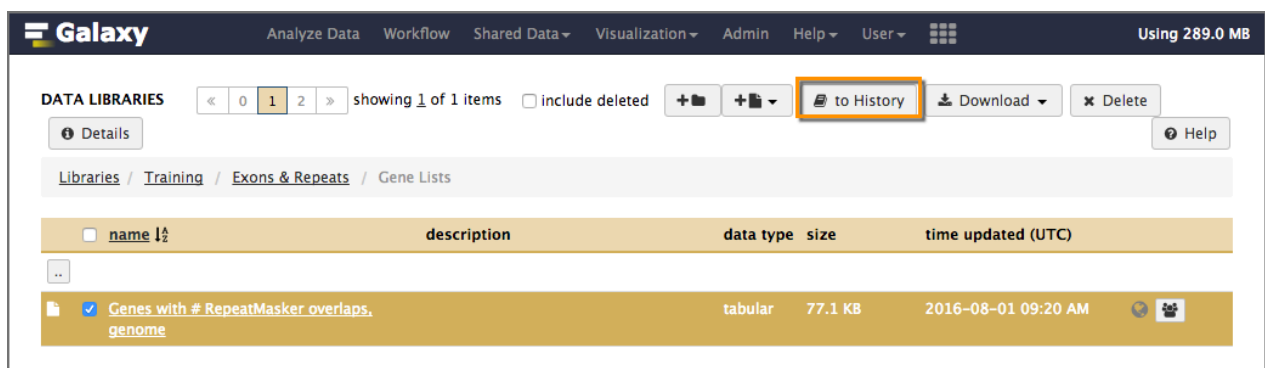 Galaxy Analyze Data Workflow Shared Data Visualization Admin Help User Using 289.0 MB
DATA LIBRARIES « 0 1 2 » showing 1 of 1 items include deleted + + to History Download Delete
Details Help
Libraries / Training / Exons & Repeats / Gene Lists
name description data type size time updated (UTC)
..
Genes with # RepeatMasker overlaps, tabular 77.1 KB 2016-08-01 09:20 AM
genome